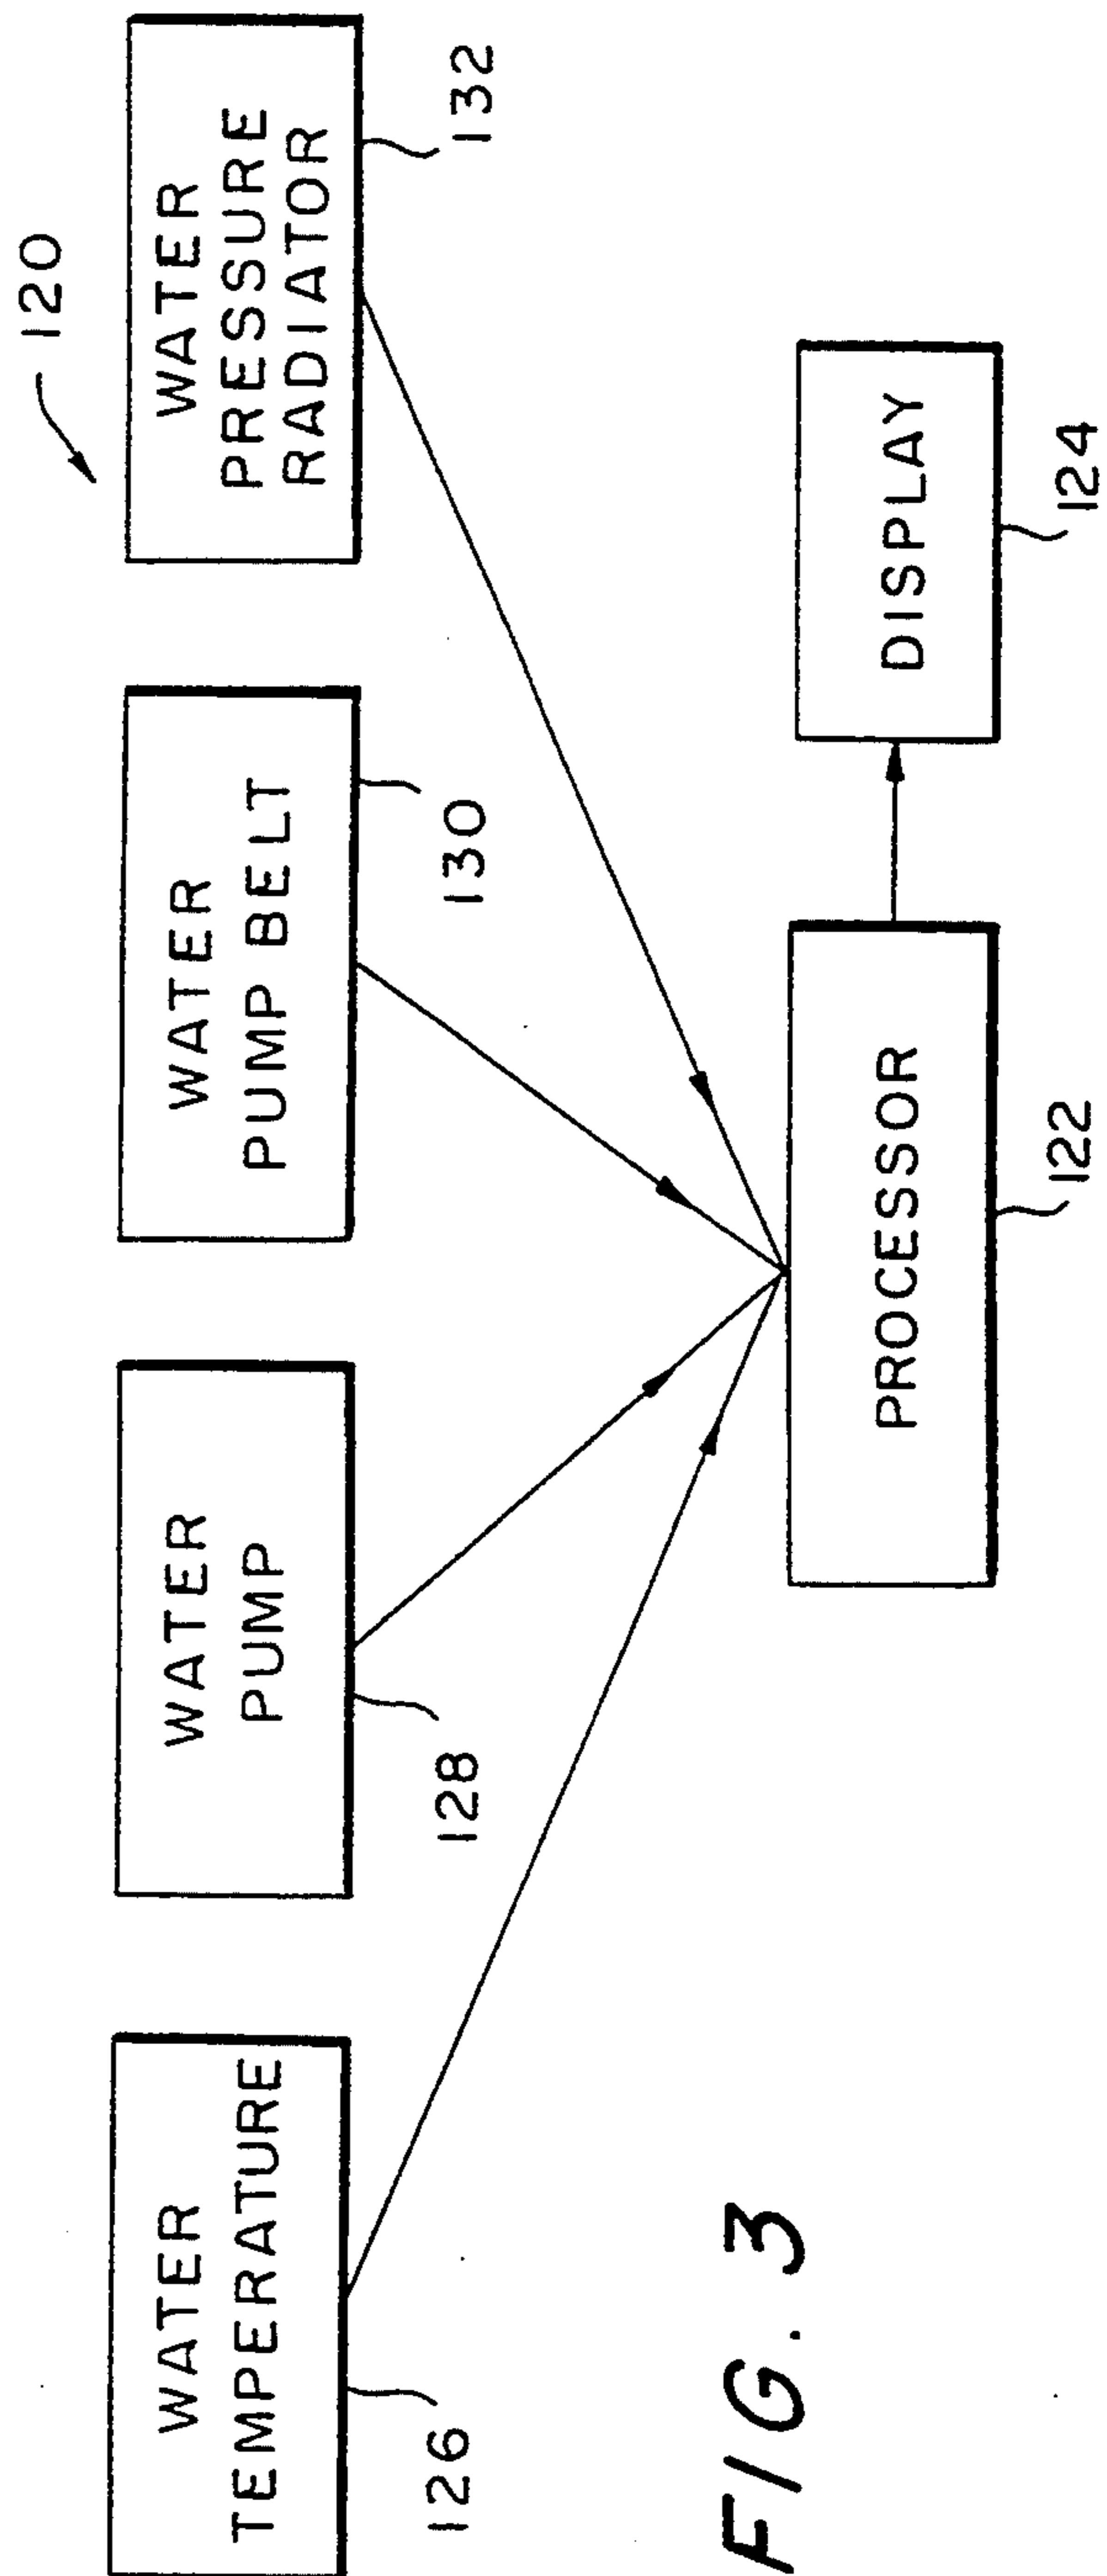 120
WATER
TEMPERATURE
126
WATER
PUMP
128
WATER
PUMP BELT
130
WATER
PRESSURE
RADIATOR
132
PROCESSOR
122
DISPLAY
124
FIG. 3